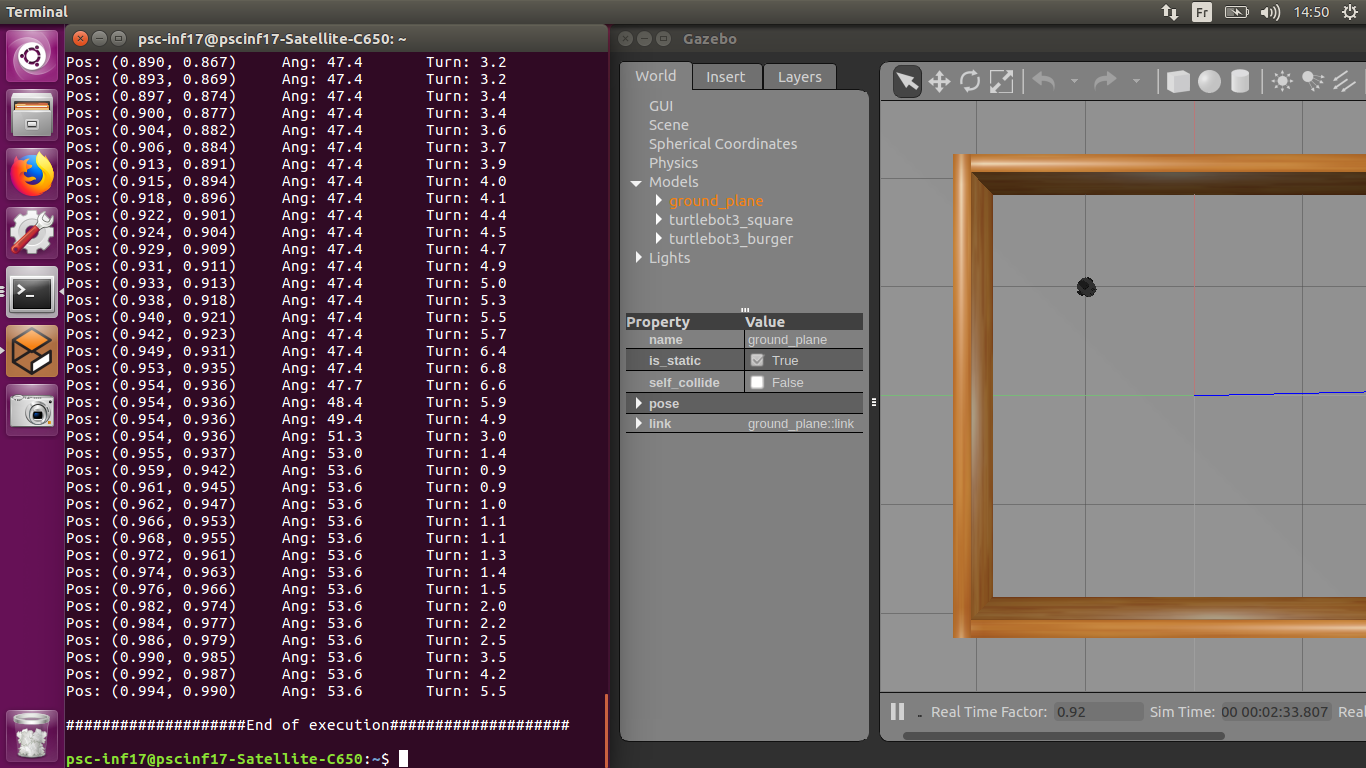 Terminal
Fr
14:50
psc-inf17@pscinf17-Satellite-C650: ~
Pos: (0.890, 0.867) Ang: 47.4 Turn: 3.2
Pos: (0.893, 0.869) Ang: 47.4 Turn: 3.2
Pos: (0.897, 0.874) Ang: 47.4 Turn: 3.4
Pos: (0.900, 0.877) Ang: 47.4 Turn: 3.4
Pos: (0.904, 0.882) Ang: 47.4 Turn: 3.6
Pos: (0.906, 0.884) Ang: 47.4 Turn: 3.7
Pos: (0.913, 0.891) Ang: 47.4 Turn: 3.9
Pos: (0.915, 0.894) Ang: 47.4 Turn: 4.0
Pos: (0.918, 0.896) Ang: 47.4 Turn: 4.1
Pos: (0.922, 0.901) Ang: 47.4 Turn: 4.4
Pos: (0.924, 0.904) Ang: 47.4 Turn: 4.5
Pos: (0.929, 0.909) Ang: 47.4 Turn: 4.7
Pos: (0.931, 0.911) Ang: 47.4 Turn: 4.9
Pos: (0.933, 0.913) Ang: 47.4 Turn: 5.0
Pos: (0.938, 0.918) Ang: 47.4 Turn: 5.3
Pos: (0.940, 0.921) Ang: 47.4 Turn: 5.5
Pos: (0.942, 0.923) Ang: 47.4 Turn: 5.7
Pos: (0.949, 0.931) Ang: 47.4 Turn: 6.4
Pos: (0.953, 0.935) Ang: 47.4 Turn: 6.8
Pos: (0.954, 0.936) Ang: 47.7 Turn: 6.6
Pos: (0.954, 0.936) Ang: 48.4 Turn: 5.9
Pos: (0.954, 0.936) Ang: 49.4 Turn: 4.9
Pos: (0.954, 0.936) Ang: 51.3 Turn: 3.0
Pos: (0.955, 0.937) Ang: 53.0 Turn: 1.4
Pos: (0.959, 0.942) Ang: 53.6 Turn: 0.9
Pos: (0.961, 0.945) Ang: 53.6 Turn: 0.9
Pos: (0.962, 0.947) Ang: 53.6 Turn: 1.0
Pos: (0.966, 0.953) Ang: 53.6 Turn: 1.1
Pos: (0.968, 0.955) Ang: 53.6 Turn: 1.1
Pos: (0.972, 0.961) Ang: 53.6 Turn: 1.3
Pos: (0.974, 0.963) Ang: 53.6 Turn: 1.4
Pos: (0.976, 0.966) Ang: 53.6 Turn: 1.5
Pos: (0.982, 0.974) Ang: 53.6 Turn: 2.0
Pos: (0.984, 0.977) Ang: 53.6 Turn: 2.2
Pos: (0.986, 0.979) Ang: 53.6 Turn: 2.5
Pos: (0.990, 0.985) Ang: 53.6 Turn: 3.5
Pos: (0.992, 0.987) Ang: 53.6 Turn: 4.2
Pos: (0.994, 0.990) Ang: 53.6 Turn: 5.5
####################End of execution####################
psc-inf17@pscinf17-Satellite-C650:~$
Gazebo
World Insert Layers
GUI
Scene
Spherical Coordinates
Physics
Models
ground_plane
turtlebot3_square
turtlebot3_burger
Lights
Property Value
name ground_plane
is_static True
self_collide False
pose
link ground_plane::link
Real Time Factor: 0.92 Sim Time: 00 00:02:33.807 Real